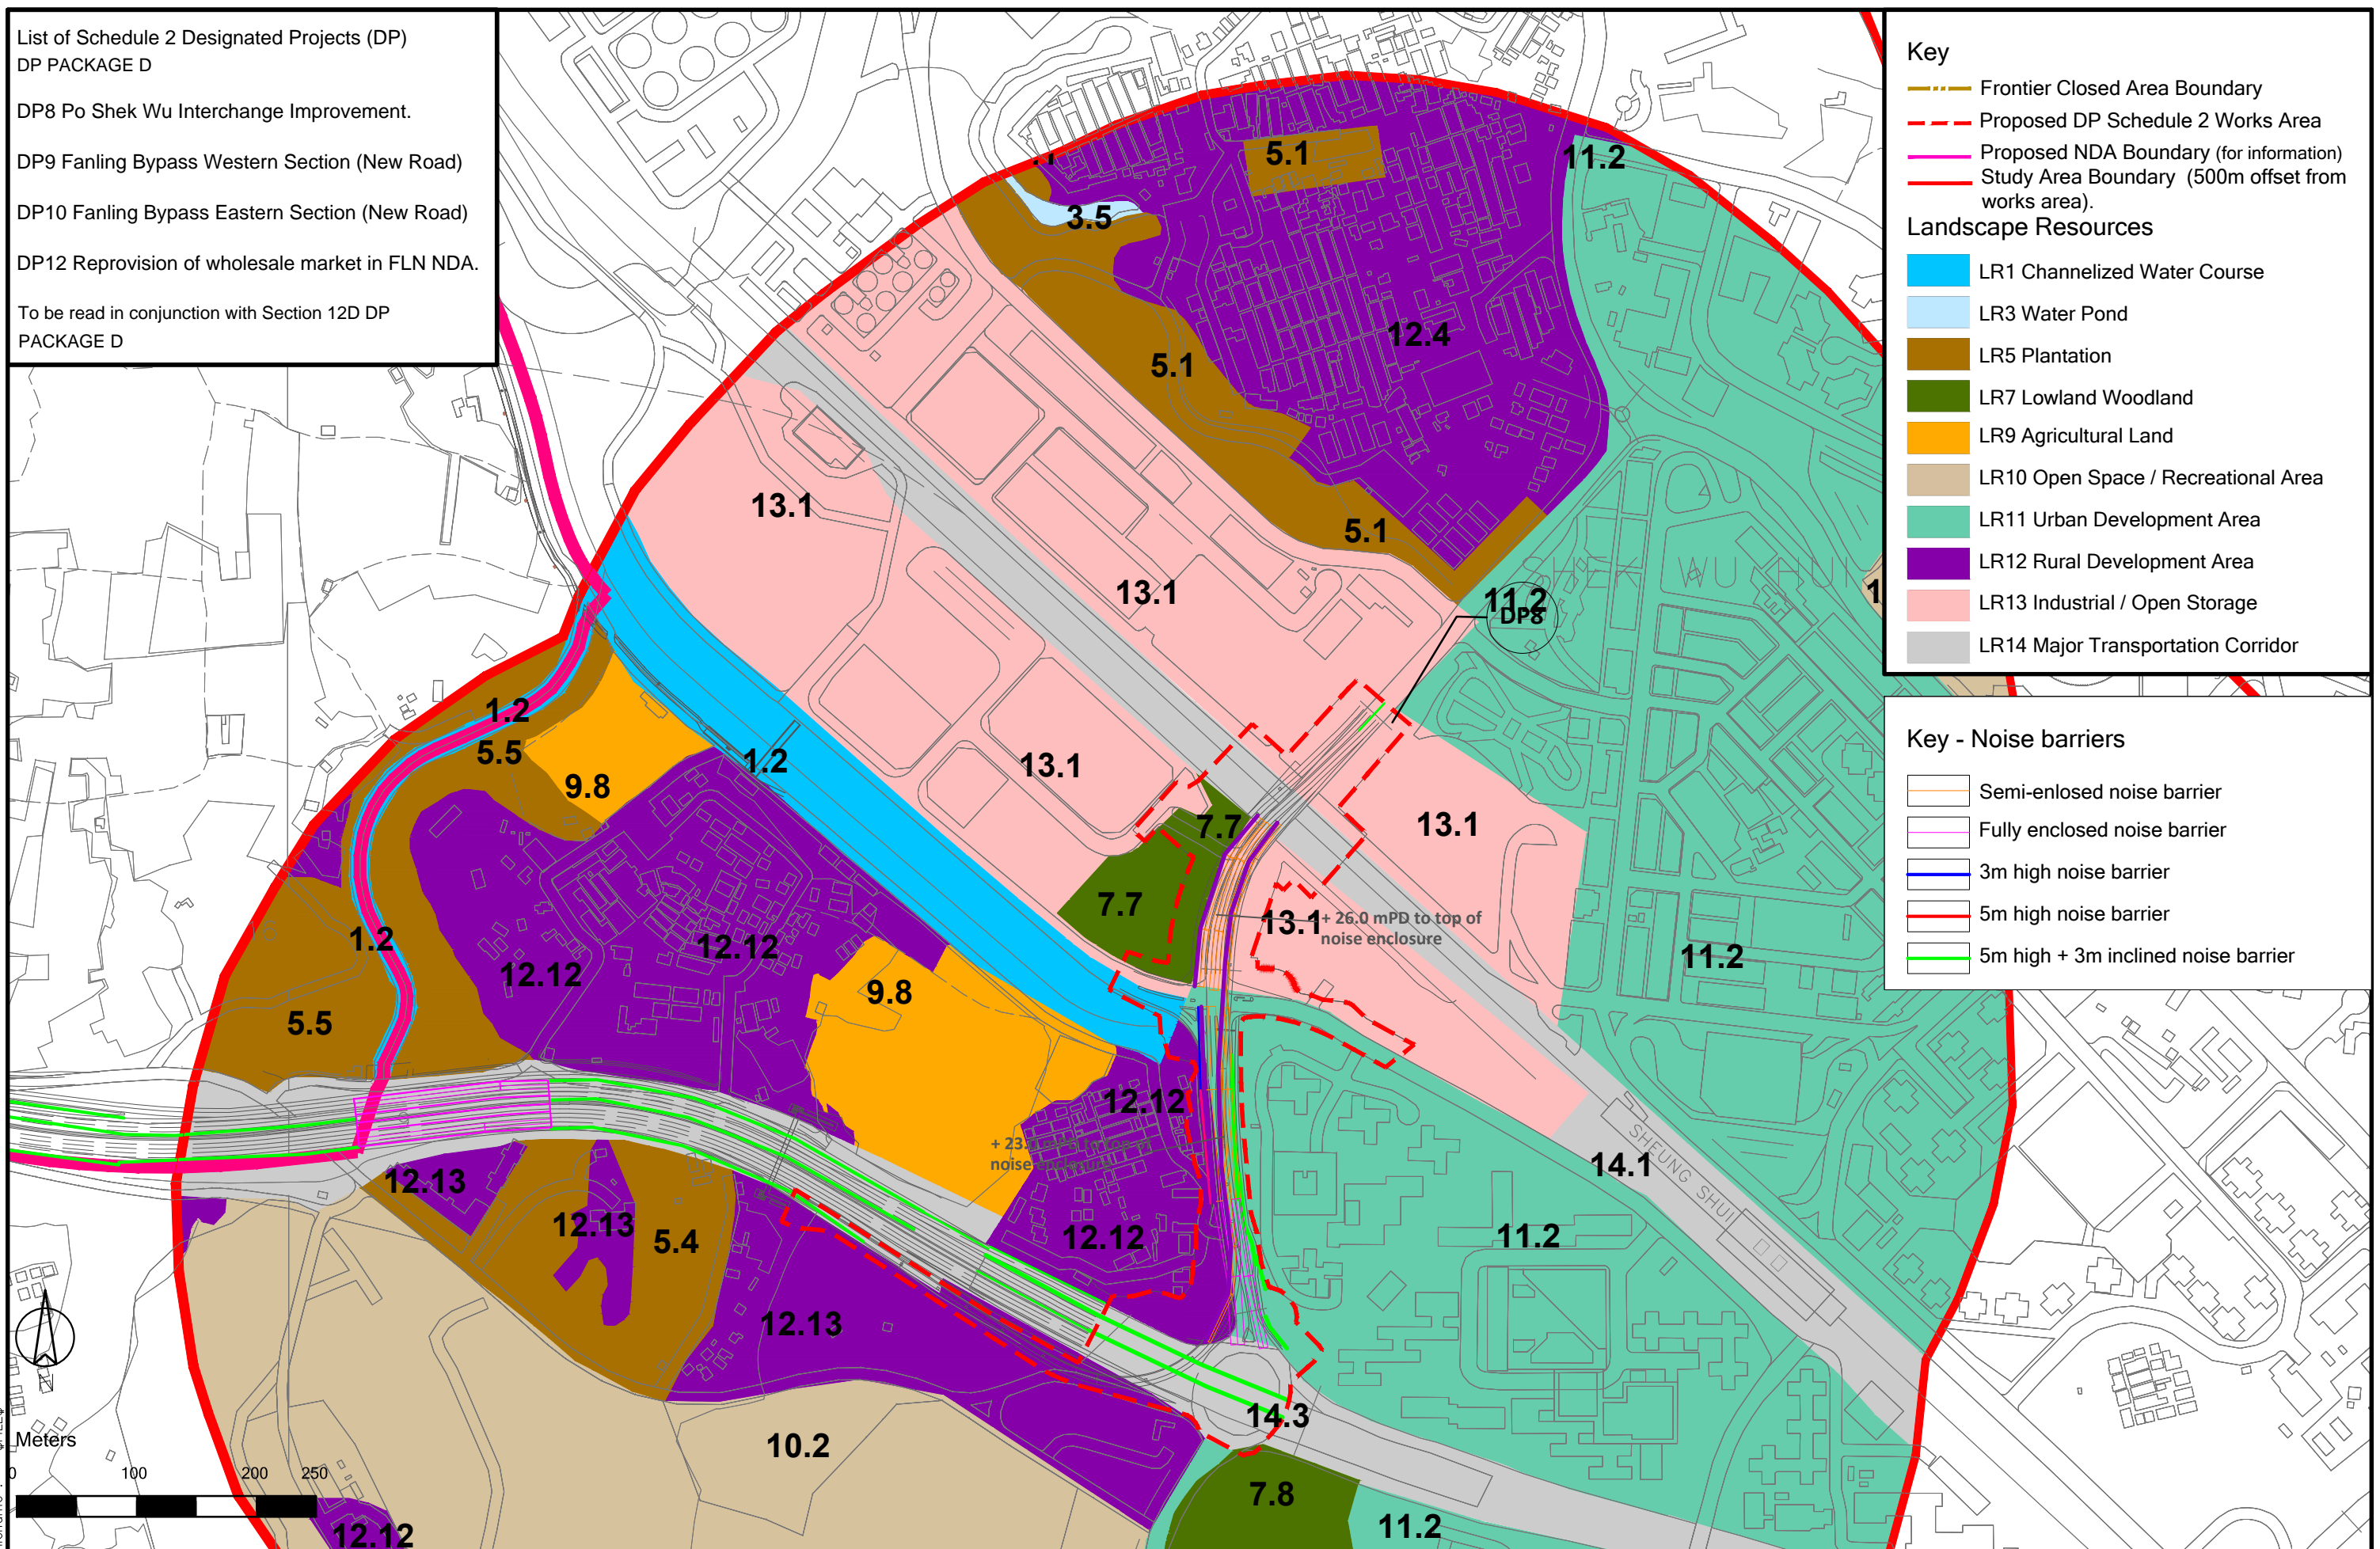 List of Schedule 2 Designated Projects (DP)
DP PACKAGE D
DP8 Po Shek Wu Interchange Improvement.
DP9 Fanling Bypass Western Section (New Road)
DP10 Fanling Bypass Eastern Section (New Road)
DP12 Reprovision of wholesale market in FLN NDA.
To be read in conjunction with Section 12D DP
PACKAGE D
Key
Frontier Closed Area Boundary
Proposed DP Schedule 2 Works Area
Proposed NDA Boundary (for information)
Study Area Boundary (500m offset from
works area).
Landscape Resources
LR1 Channelized Water Course
LR3 Water Pond
LR5 Plantation
LR7 Lowland Woodland
LR9 Agricultural Land
LR10 Open Space / Recreational Area
LR11 Urban Development Area
LR12 Rural Development Area
LR13 Industrial / Open Storage
LR14 Major Transportation Corridor
Key - Noise barriers
Semi-enlosed noise barrier
Fully enclosed noise barrier
3m high noise barrier
5m high noise barrier
5m high + 3m inclined noise barrier
5.1
11.2
3.5
12.4
5.1
13.1
5.1
13.1
SHEK WU HUI
11.2
DP8
1.2
5.5
9.8
1.2
13.1
7.7
13.1
7.7
13.1
+ 26.0 mPD to top of
noise enclosure
1.2
12.12
12.12
9.8
11.2
5.5
12.12
+ 23.0 mPD to top of
noise enclosure
14.1
SHEUNG SHUI
12.13
12.13
5.4
12.12
11.2
12.13
14.3
10.2
7.8
11.2
12.12
Meters
0 100 200 250